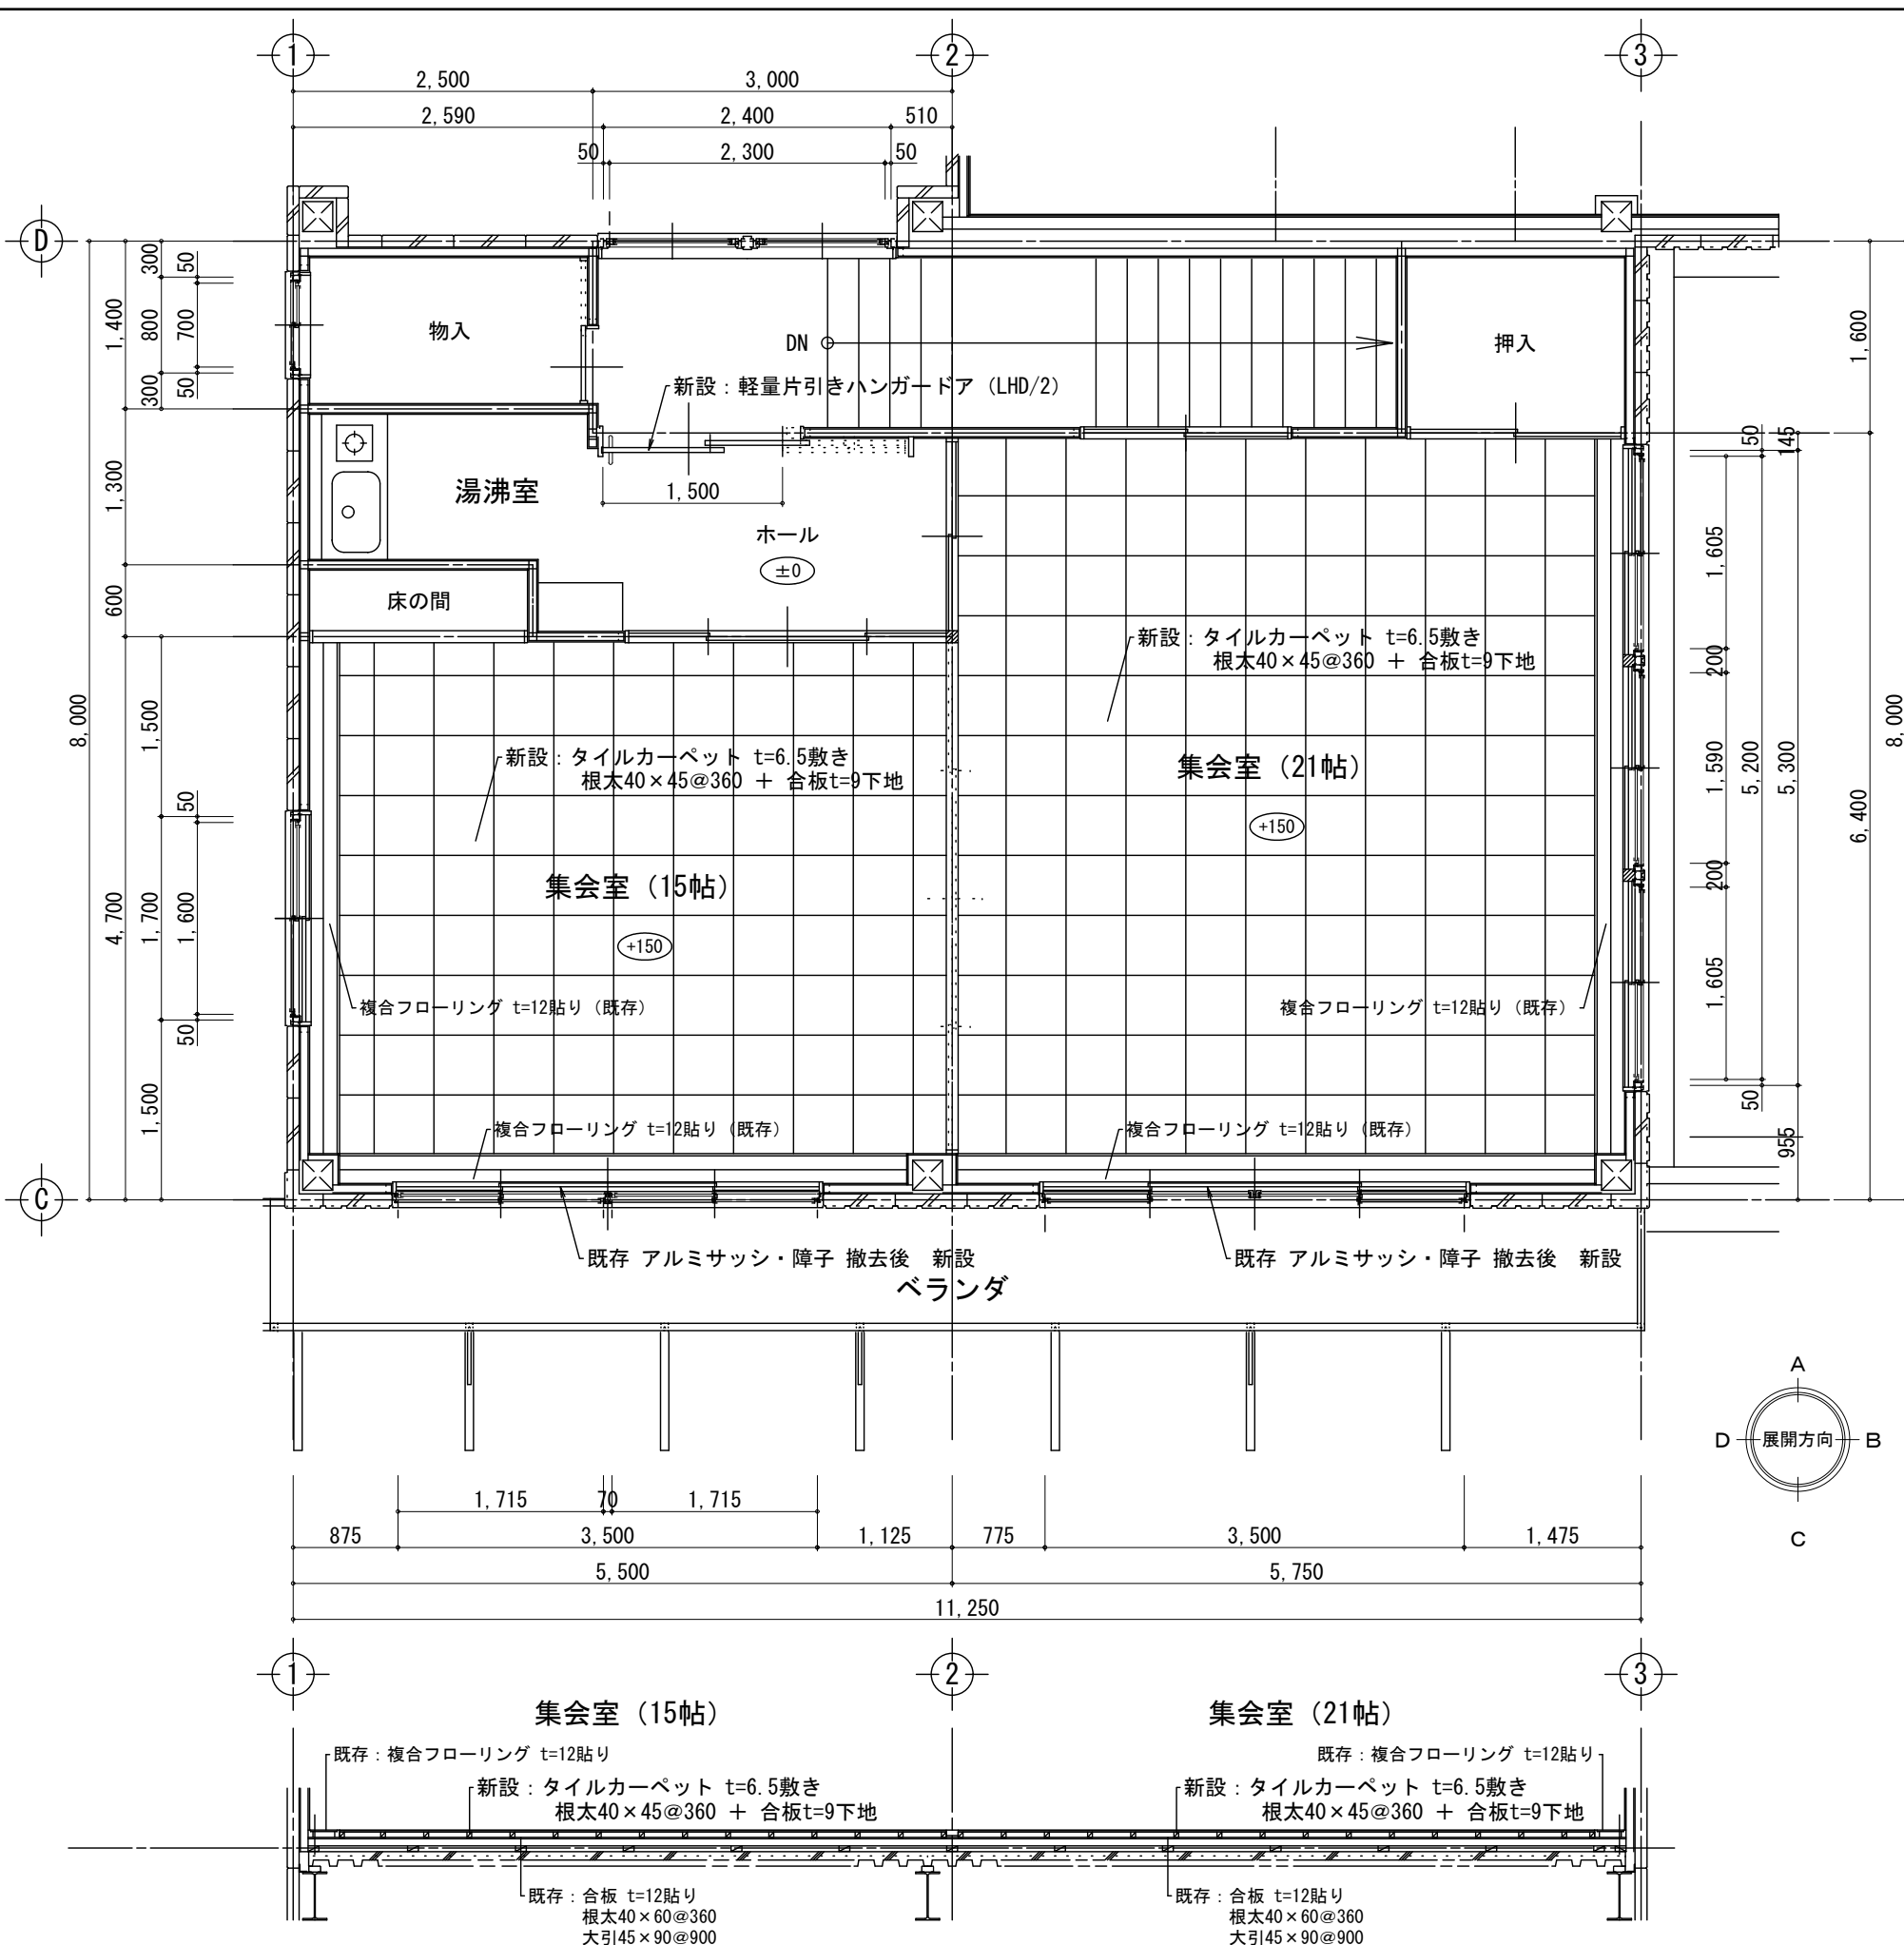 1
2
3
2,500
3,000
2,590
2,400
510
50
2,300
50
D
C
8,000
1,400
1,300
600
4,700
300
800
300
1,500
1,700
1,500
50
700
50
50
1,600
50
物入
DN
押入
新設：軽量片引きハンガードア（LHD/2）
湯沸室
1,500
ホール
±0
床の間
新設：タイルカーペット t=6.5敷き
根太40×45@360 ＋ 合板t=9下地
新設：タイルカーペット t=6.5敷き
根太40×45@360 ＋ 合板t=9下地
集会室（21帖）
+150
集会室（15帖）
+150
複合フローリング t=12貼り（既存）
複合フローリング t=12貼り（既存）
複合フローリング t=12貼り（既存）
複合フローリング t=12貼り（既存）
既存 アルミサッシ・障子 撤去後　新設
既存 アルミサッシ・障子 撤去後　新設
ベランダ
1,605
200
1,590
200
1,605
50
5,200
50
145
5,300
955
1,600
6,400
8,000
A
D
展開方向
B
C
1,715
70
1,715
875
3,500
1,125
775
3,500
1,475
5,500
5,750
11,250
1
2
3
集会室（15帖）
集会室（21帖）
既存：複合フローリング t=12貼り
既存：複合フローリング t=12貼り
新設：タイルカーペット t=6.5敷き
根太40×45@360 ＋ 合板t=9下地
新設：タイルカーペット t=6.5敷き
根太40×45@360 ＋ 合板t=9下地
既存：合板 t=12貼り
根太40×60@360
大引45×90@900
既存：合板 t=12貼り
根太40×60@360
大引45×90@900